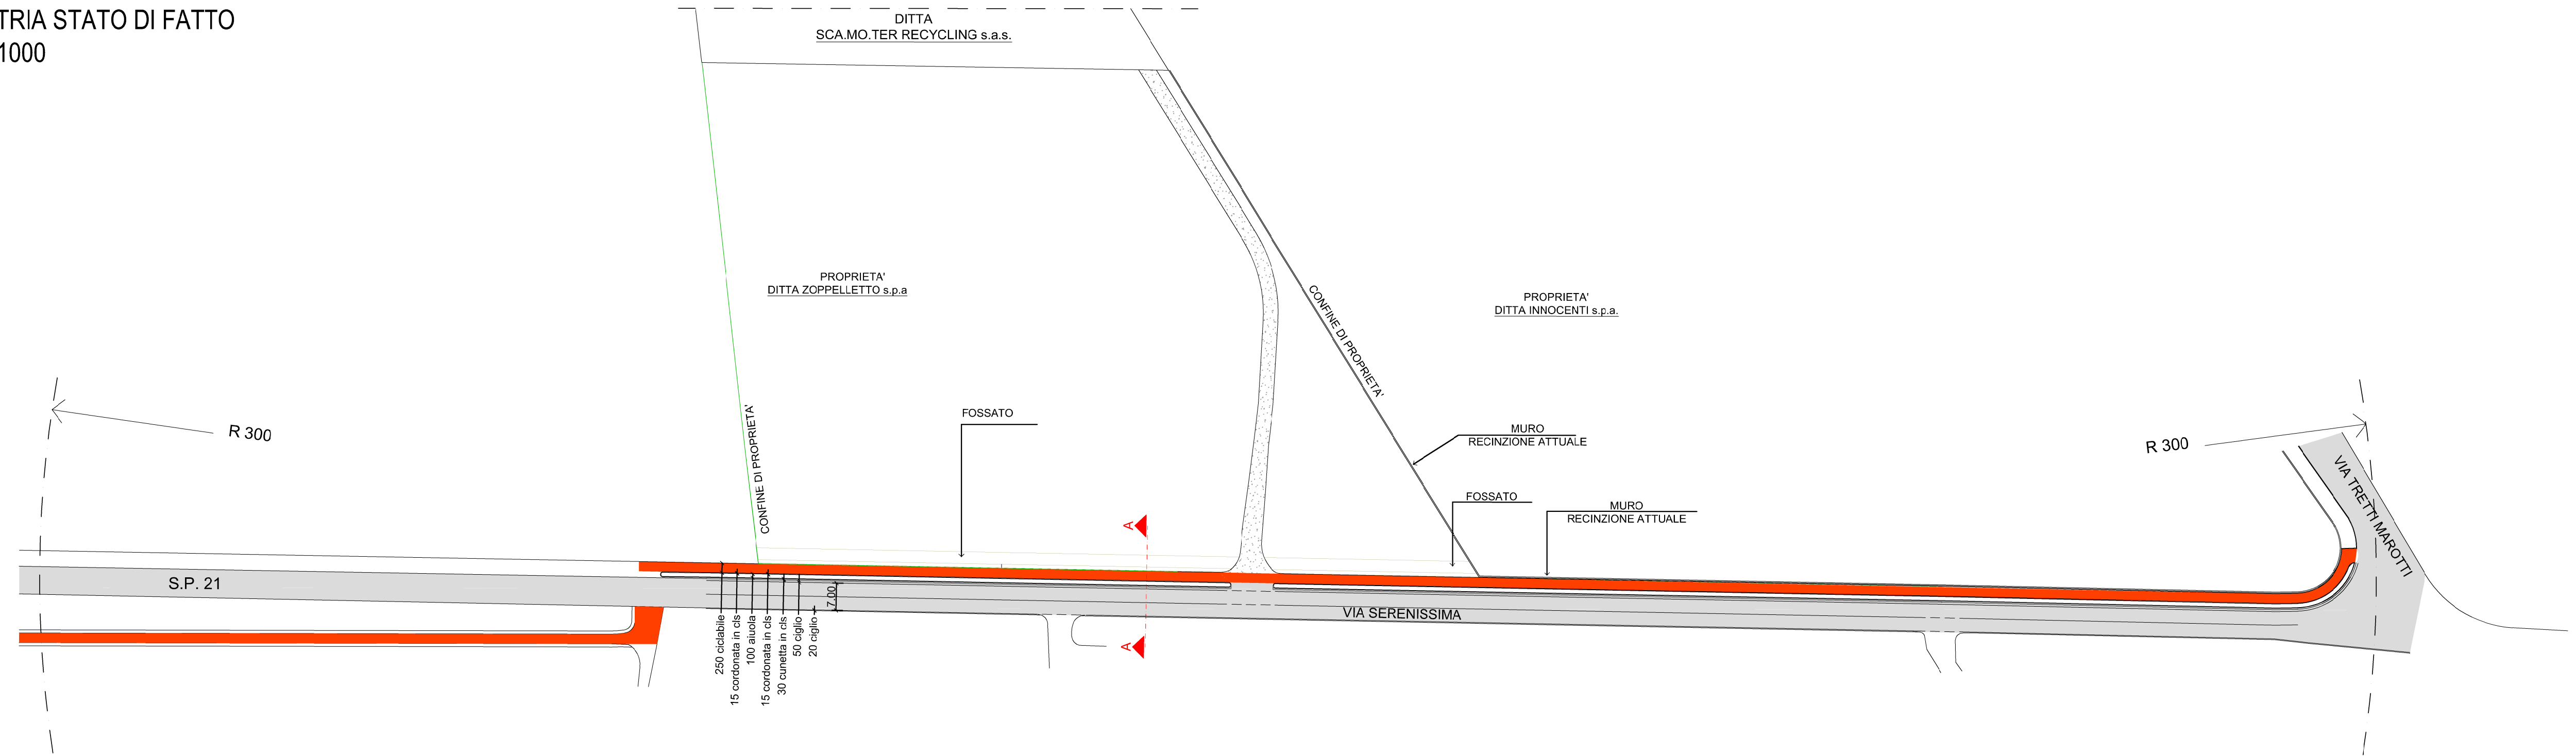 TRIA STATO DI FATTO
1000
DITTA
SCA.MO.TER RECYCLING s.a.s.
PROPRIETA'
DITTA ZOPPELLETTO s.p.a
PROPRIETA'
DITTA INNOCENTI s.p.a.
CONFINE DI PROPRIETA'
CONFINE DI PROPRIETA'
FOSSATO
MURO
RECINZIONE ATTUALE
R 300
R 300
FOSSATO
MURO
RECINZIONE ATTUALE
VIA TRETTI MAROTTI
A
A
S.P. 21
VIA SERENISSIMA
7.00
250 ciclabile
15 cordonata in cls
100 aiuola
15 cordonata in cls
30 cunetta in cls
50 ciglio
20 ciglio